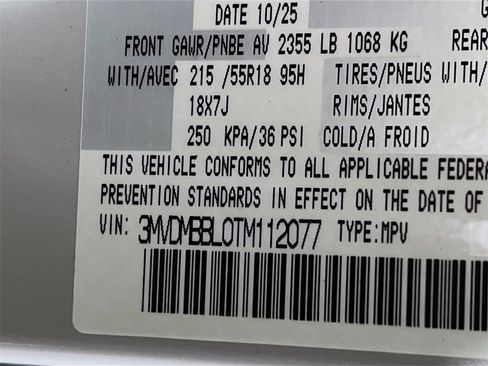 DATE 10/25
FRONT GAWR/PNBE AV 2355 LB 1068 KG REAR
WITH/AVEC 215 /55R18 95H TIRES/PNEUS WITH/
18X7J RIMS/JANTES
250 KPA/36 PSI COLD/A FROID
THIS VEHICLE CONFORMS TO ALL APPLICABLE FEDERA
PREVENTION STANDARDS IN EFFECT ON THE DATE OF
VIN: 3MVDMBBL0TM112077 TYPE:MPV